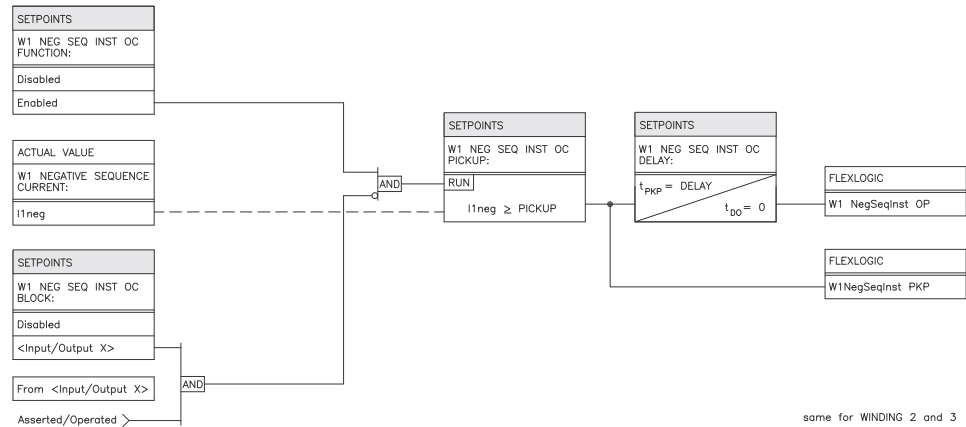 SETPOINTS
W1 NEG SEQ INST OC
FUNCTION:
Disabled
Enabled
ACTUAL VALUE
W1 NEGATIVE SEQUENCE
CURRENT:
I1neg
SETPOINTS
W1 NEG SEQ INST OC
BLOCK:
Disabled
<Input/Output X>
From <Input/Output X>
Asserted/Operated
AND
AND
SETPOINTS
W1 NEG SEQ INST OC
PICKUP:
RUN
I1neg ≥ PICKUP
SETPOINTS
W1 NEG SEQ INST OC
DELAY:
tPKP = DELAY
tDO = 0
FLEXLOGIC
W1 NegSeqInst OP
FLEXLOGIC
W1NegSeqInst PKP
same for WINDING 2 and 3